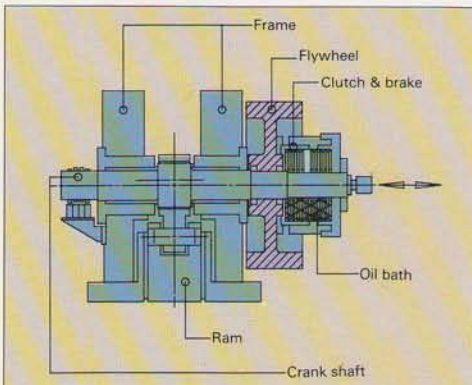 Frame
Flywheel
Clutch & brake
Oil bath
Ram
Crank shaft